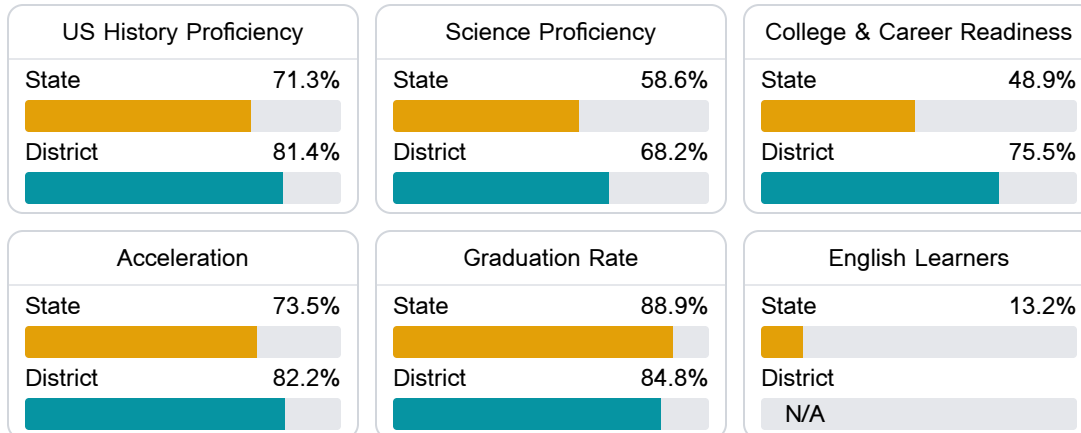 US History Proficiency
State 71.3%
District 81.4%
Science Proficiency
State 58.6%
District 68.2%
College & Career Readiness
State 48.9%
District 75.5%
Acceleration
State 73.5%
District 82.2%
Graduation Rate
State 88.9%
District 84.8%
English Learners
State 13.2%
District
N/A